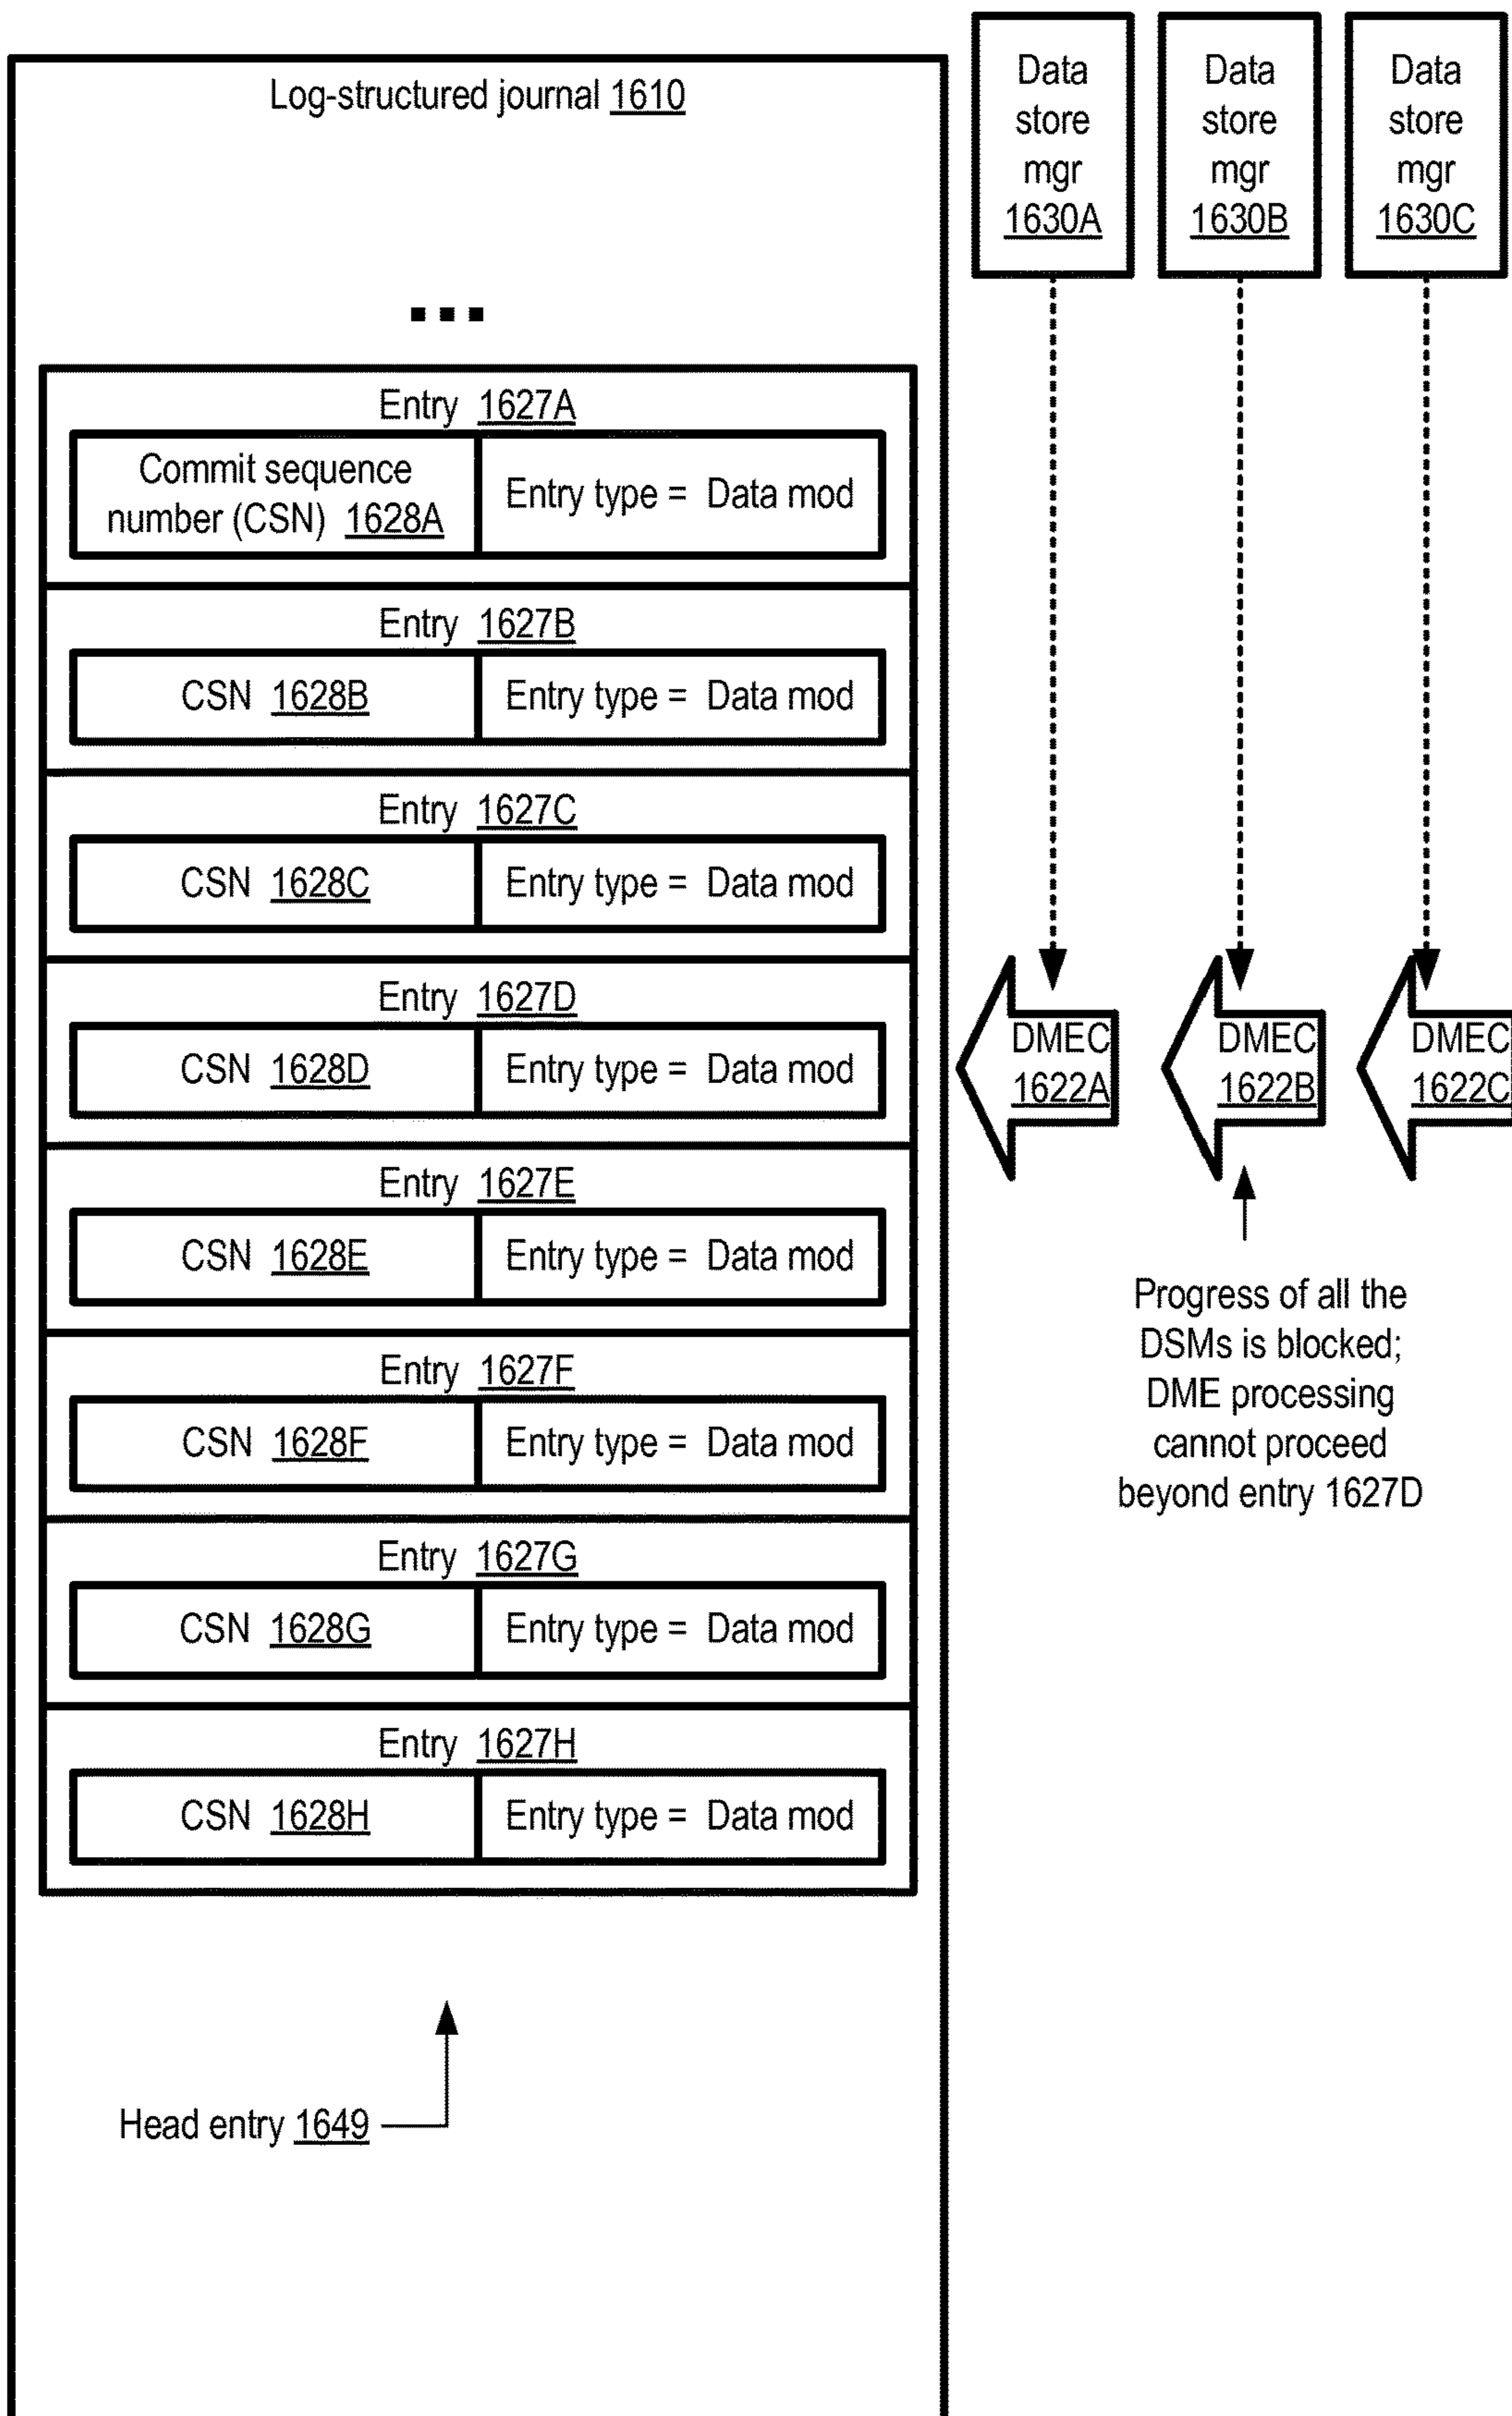 Log-structured journal 1610
...
Entry 1627A
Commit sequence
number (CSN) 1628A
Entry type = Data mod
Entry 1627B
CSN 1628B
Entry type = Data mod
Entry 1627C
CSN 1628C
Entry type = Data mod
Entry 1627D
CSN 1628D
Entry type = Data mod
Entry 1627E
CSN 1628E
Entry type = Data mod
Entry 1627F
CSN 1628F
Entry type = Data mod
Entry 1627G
CSN 1628G
Entry type = Data mod
Entry 1627H
CSN 1628H
Entry type = Data mod
Head entry 1649
Data
store
mgr
1630A
Data
store
mgr
1630B
Data
store
mgr
1630C
DMEC
1622A
DMEC
1622B
DMEC
1622C
Progress of all the
DSMs is blocked;
DME processing
cannot proceed
beyond entry 1627D